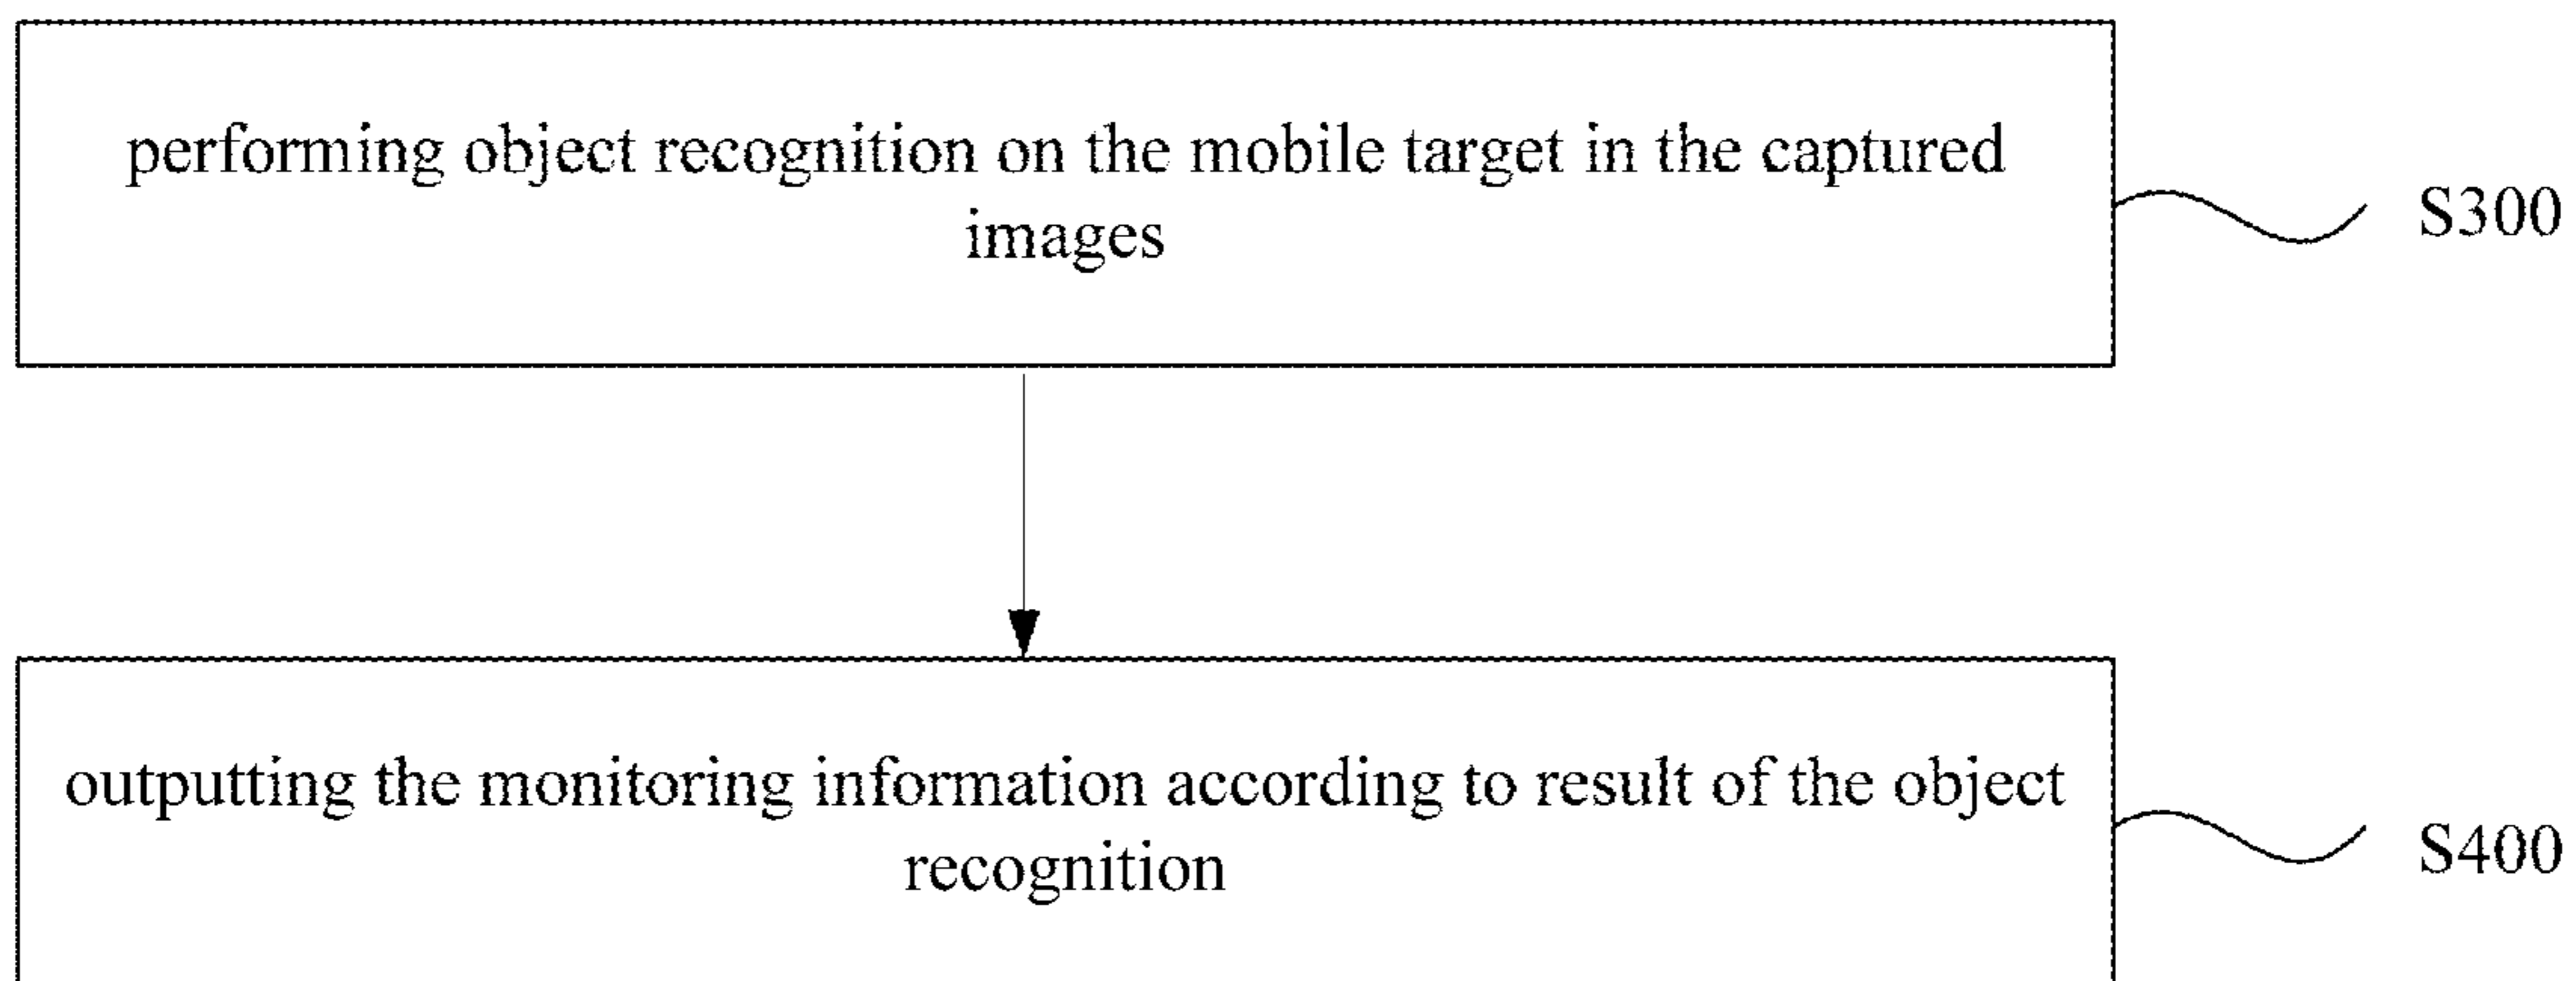 performing object recognition on the mobile target in the captured
images
S300
outputting the monitoring information according to result of the object
recognition
S400